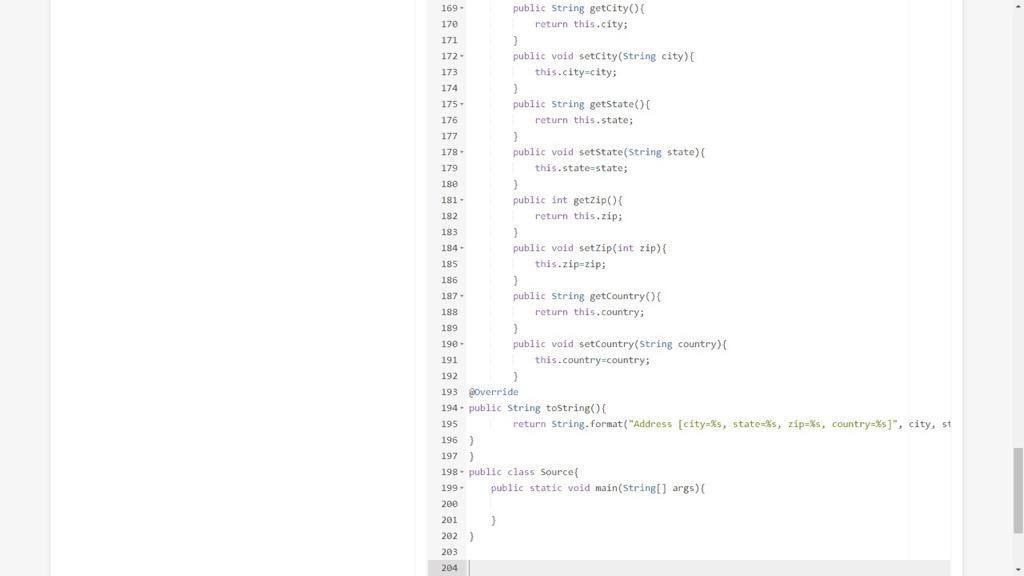 169 public String getCity(){
170 return this.city;
171 }
172 public void setCity(String city){
173 this.city=city;
174 }
175 public String getState(){
176 return this.state;
177 }
178 public void setState(String state){
179 this.state=state;
180 }
181 public int getZip(){
182 return this.zip;
183 }
184 public void setZip(int zip){
185 this.zip=zip;
186 }
187 public String getCountry(){
188 return this.country;
189 }
190 public void setCountry(String country){
191 this.country=country;
192 }
193 @Override
194 public String toString(){
195 return String.format("Address [city=%s, state=%s, zip=%s, country=%s]", city, st
196 }
197 }
198 public class Source{
199 public static void main(String[] args){
200
201 }
202 }
203
204